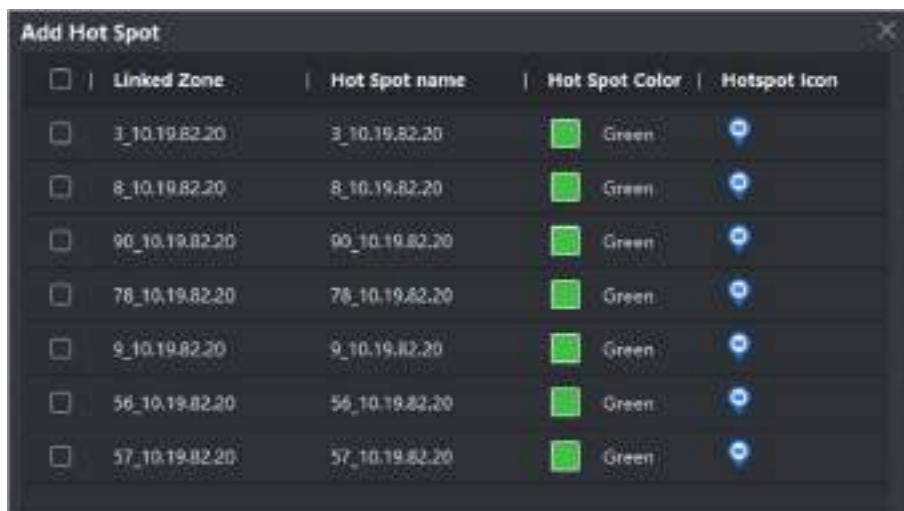 Add Hot Spot
Linked Zone | Hot Spot name | Hot Spot Color | Hotspot Icon
3_10.19.82.20 3_10.19.82.20 Green
8_10.19.82.20 8_10.19.82.20 Green
90_10.19.82.20 90_10.19.82.20 Green
78_10.19.82.20 78_10.19.82.20 Green
9_10.19.82.20 9_10.19.82.20 Green
56_10.19.82.20 56_10.19.82.20 Green
57_10.19.82.20 57_10.19.82.20 Green